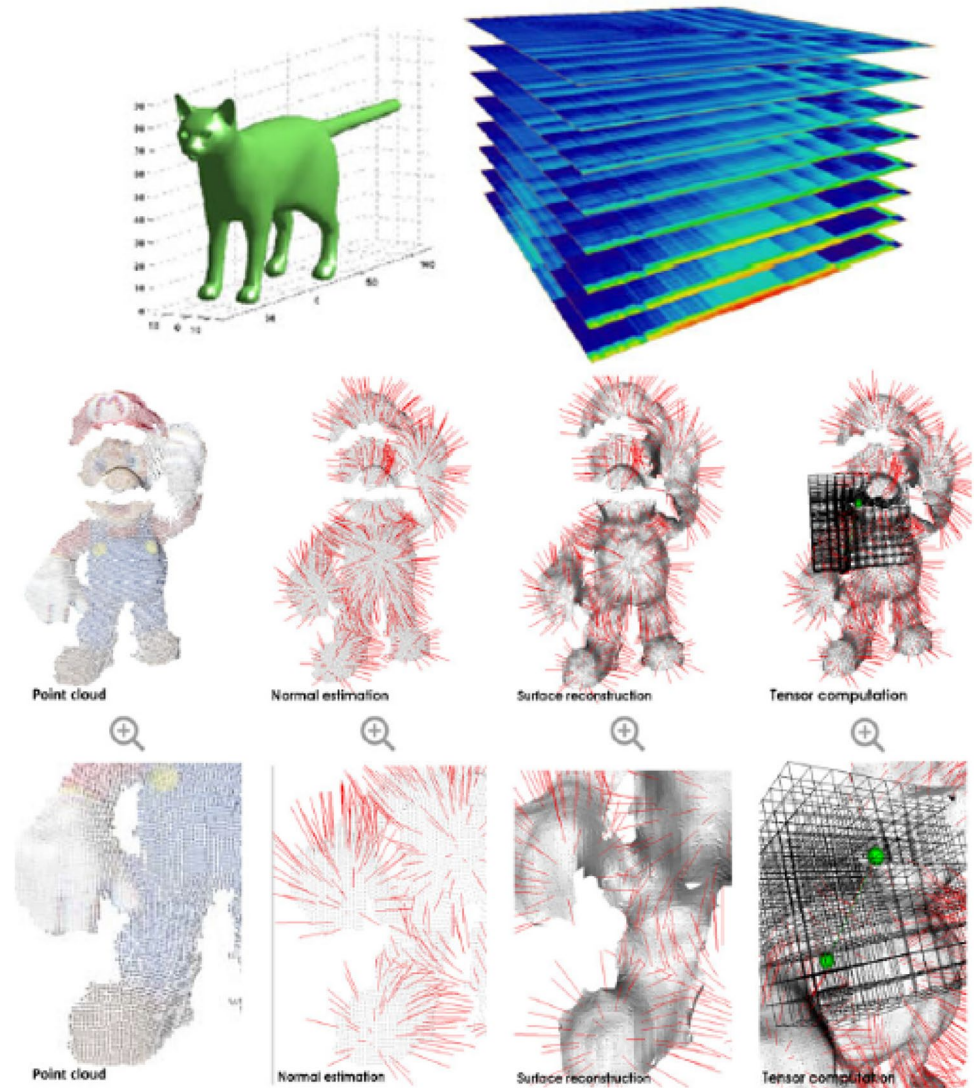 Point cloud
Normal estimation
Surface reconstruction
Tensor computation
Point cloud
Normal estimation
Surface reconstruction
Tensor computation